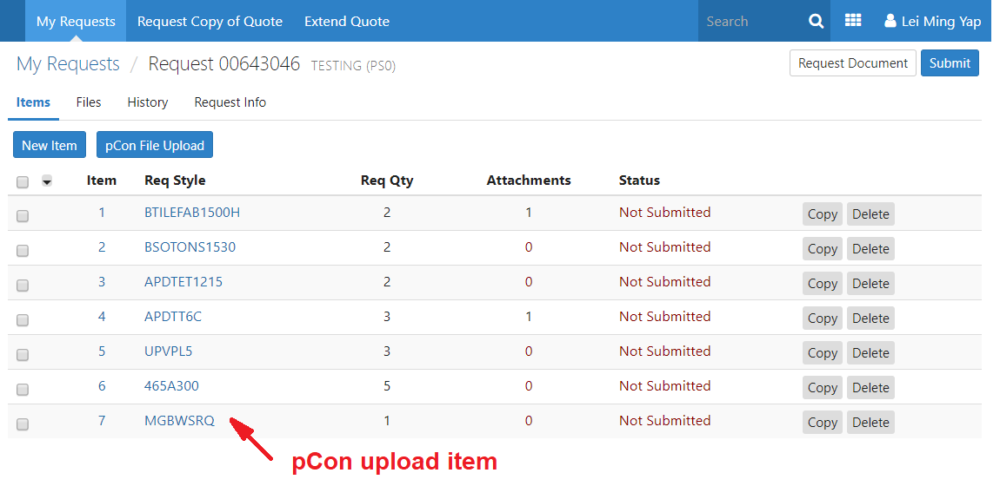 My Requests Request Copy of Quote Extend Quote Search Lei Ming Yap
My Requests / Request 00643046 TESTING (PS0) Request Document Submit
Items Files History Request Info
New Item pCon File Upload
Item Req Style Req Qty Attachments Status
1 BTILEFAB1500H 2 1 Not Submitted Copy Delete
2 BSOTONS1530 2 0 Not Submitted Copy Delete
3 APDTET1215 2 0 Not Submitted Copy Delete
4 APDTT6C 3 1 Not Submitted Copy Delete
5 UPVPL5 3 0 Not Submitted Copy Delete
6 465A300 5 0 Not Submitted Copy Delete
7 MGBWSRQ 1 0 Not Submitted Copy Delete
pCon upload item